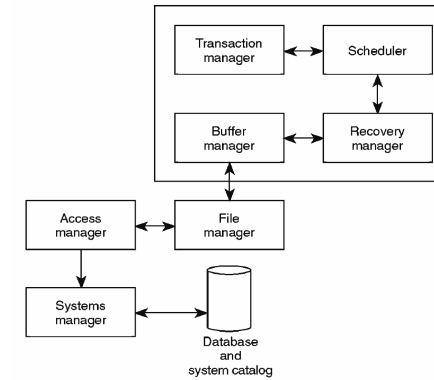 Transaction
manager
Scheduler
Buffer
manager
Recovery
manager
Access
manager
File
manager
Systems
manager
Database
and
system catalog